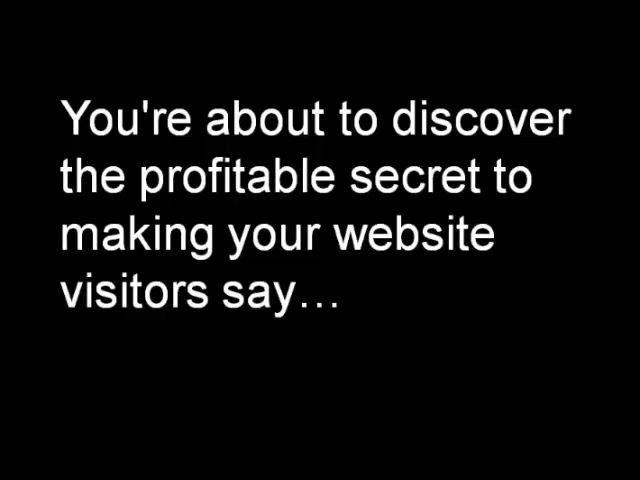 You're about to discover
the profitable secret to
making your website
visitors say…